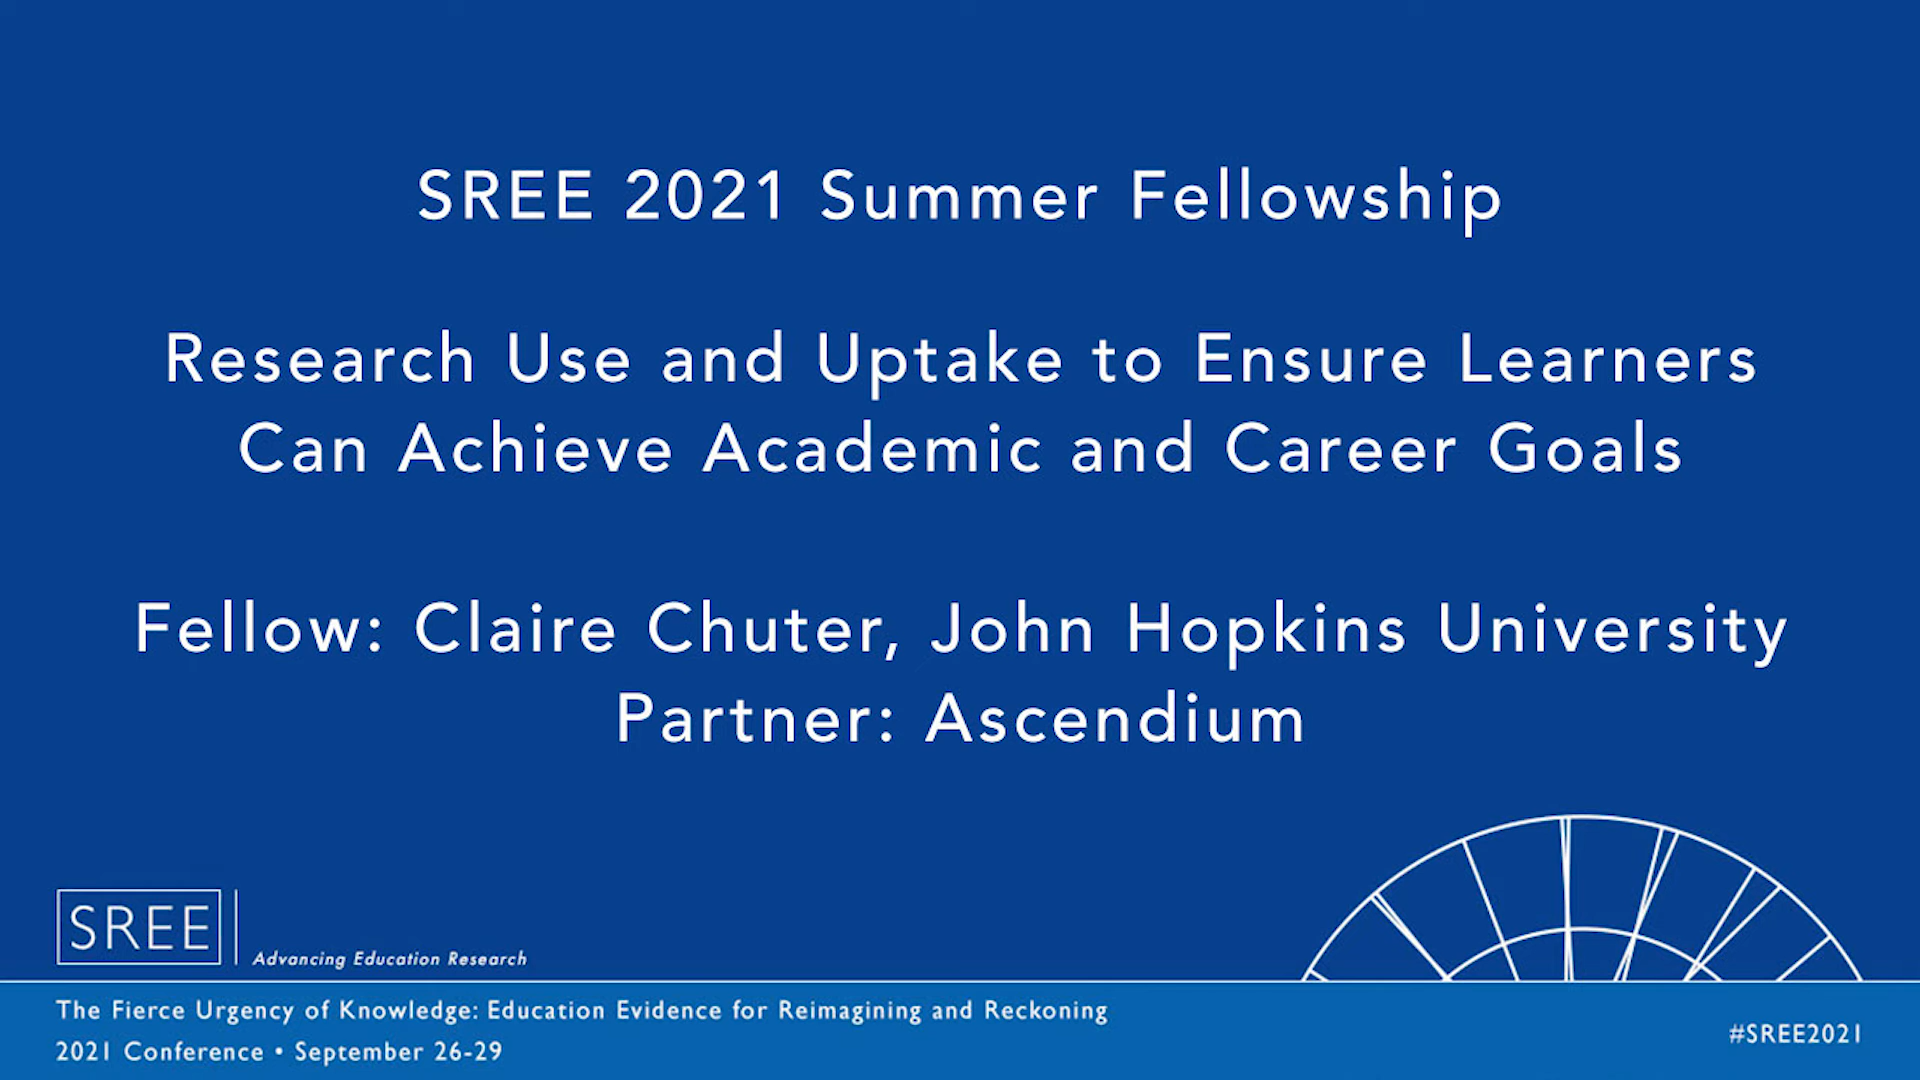 SREE 2021 Summer Fellowship
Research Use and Uptake to Ensure Learners
Can Achieve Academic and Career Goals
Fellow: Claire Chuter, John Hopkins University
Partner: Ascendium
SREE
Advancing Education Research
The Fierce Urgency of Knowledge: Education Evidence for Reimagining and Reckoning
2021 Conference • September 26-29
#SREE2021